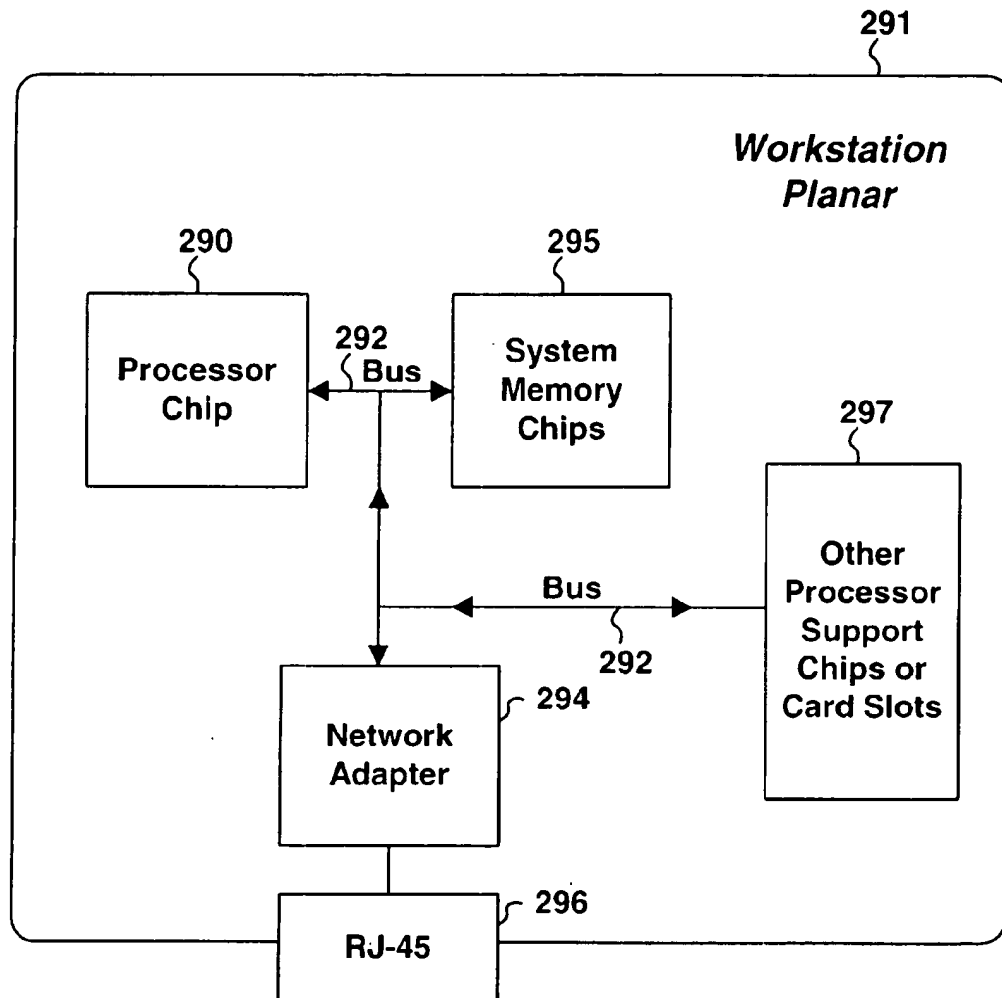 291
Workstation
Planar
290
295
292
Bus
Processor
Chip
System
Memory
Chips
297
Other
Processor
Support
Chips or
Card Slots
Bus
292
294
Network
Adapter
296
RJ-45